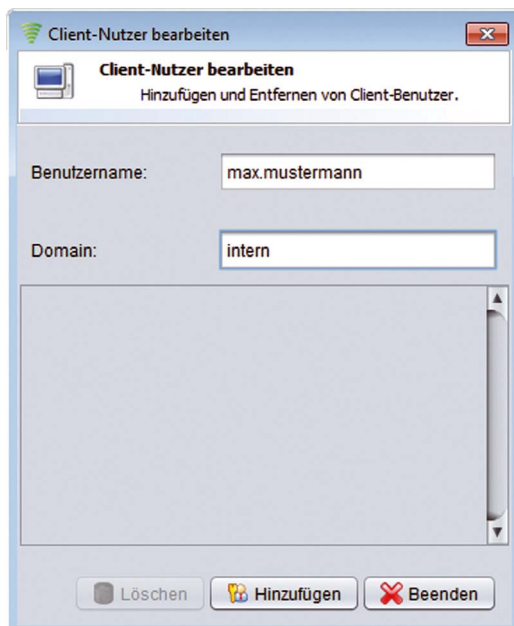 Client-Nutzer bearbeiten
Client-Nutzer bearbeiten
Hinzufügen und Entfernen von Client-Benutzer.
Benutzername: max.mustermann
Domain: intern
Löschen Hinzufügen Beenden